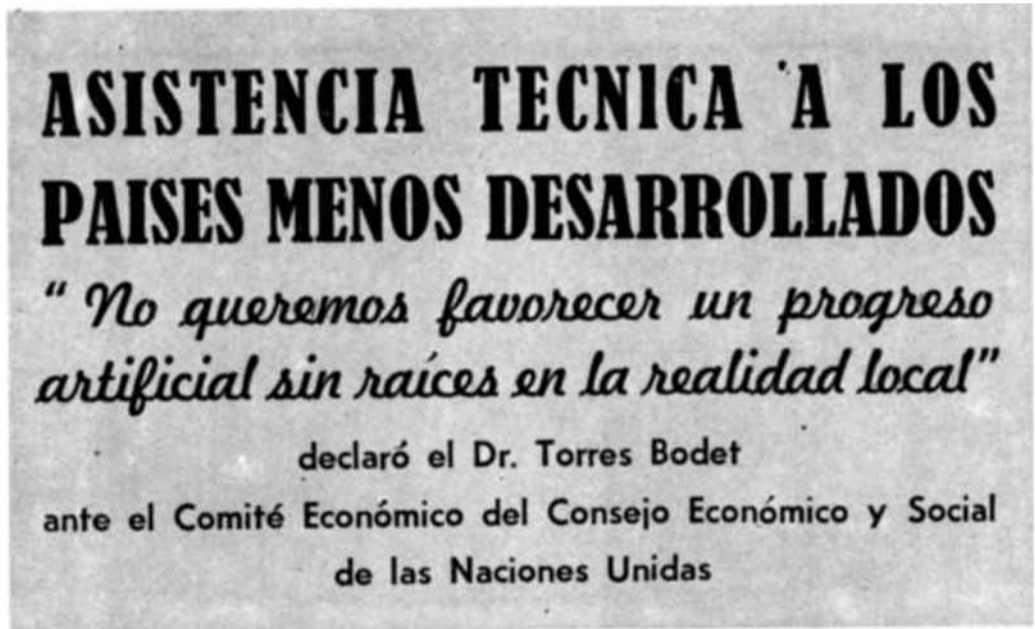 ASISTENCIA TECNICA A LOS
PAISES MENOS DESARROLLADOS
“ No queremos favorecer un progreso
artificial sin raíces en la realidad local”
declaró el Dr. Torres Bodet
ante el Comité Económico del Consejo Económico y Social
de las Naciones Unidas